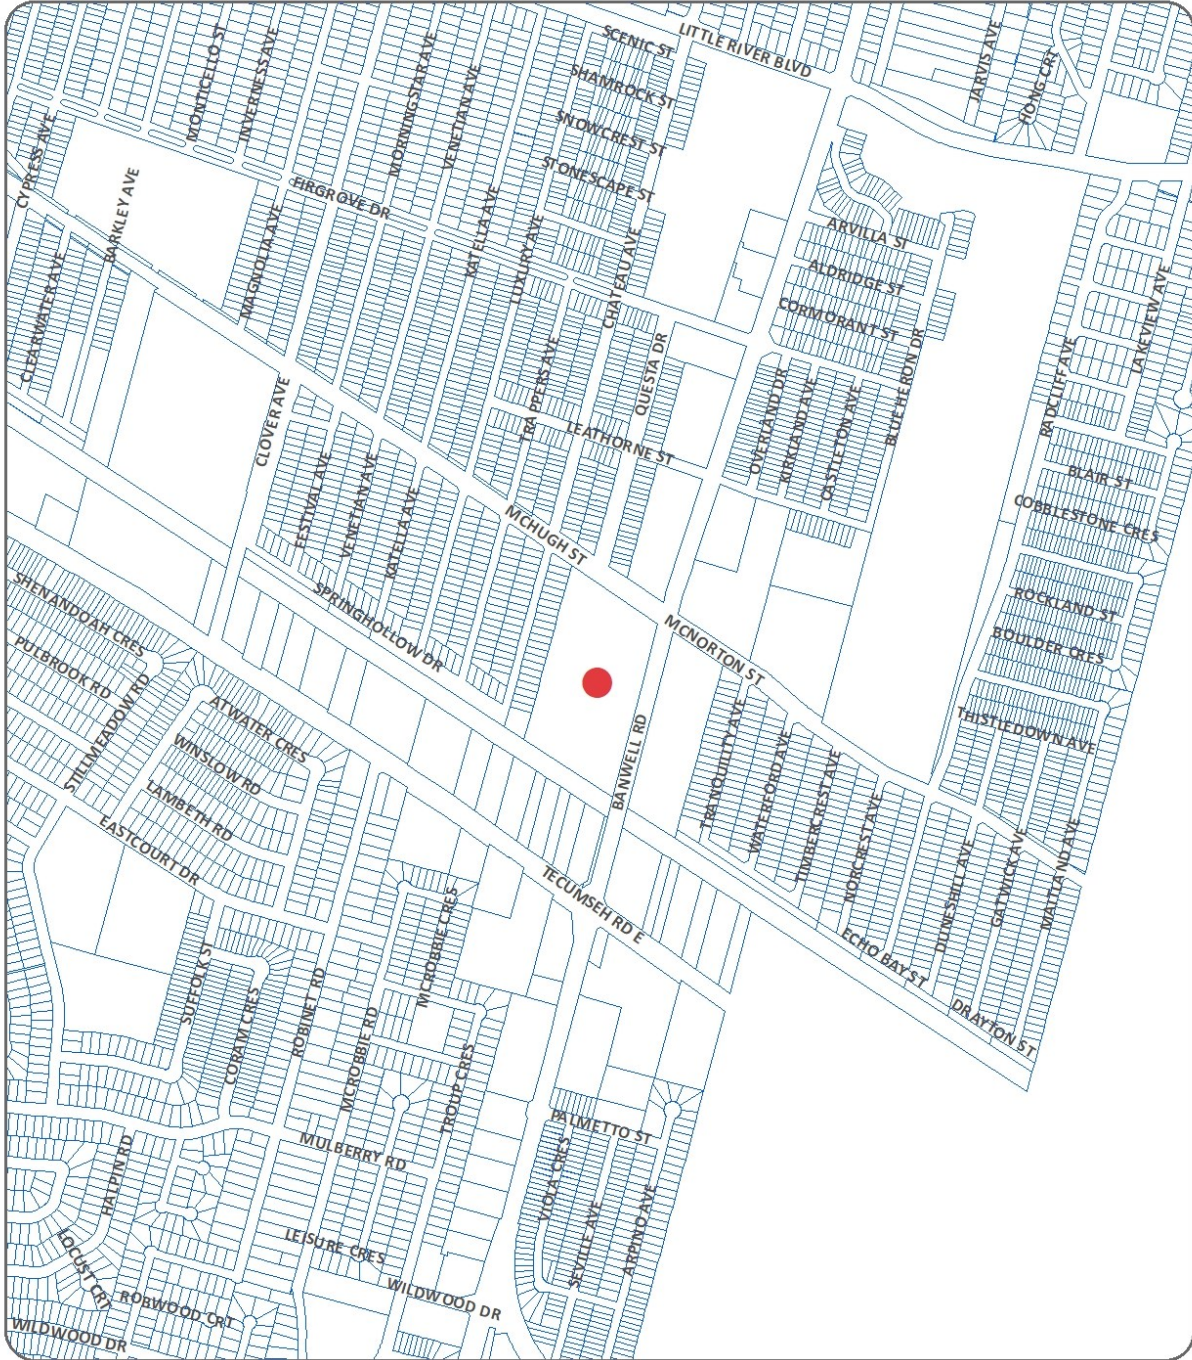 SCENIC ST
LITTLE RIVER BLVD
JARVIS AVE
HONG CRT
MONTICELLO ST
INVERNESS AVE
MORNINGSTAR AVE
VENETIAN AVE
SHAMROCK ST
SNOWCREST ST
STONESCAPE ST
CYPRESS AVE
BARKLEY AVE
FIRGROVE DR
MAGNOLIA AVE
KATELLA AVE
LUXURY AVE
CHATEAU AVE
ARVILLA ST
ALDRIDGE ST
CORMORANT ST
CLEARWATER AVE
LAKEVIEW AVE
RADCLIFF AVE
BLUE HERON DR
QUESTA DR
TRAPPERS AVE
OVERLAND DR
KIRKLAND AVE
CASTLETON AVE
CLOVER AVE
LEATHORNE ST
BLAIR ST
COBBLESTONE CRES
FESTIVAL AVE
VENETIAN AVE
KATELLA AVE
MCHUGH ST
ROCKLAND ST
BOULDER CRES
SHENANDOAH CRES
PULBROOK RD
SPRINGHOLLOW DR
MCNORTON ST
STILLMEADOW RD
ATWATER CRES
WINSLOW RD
LAMBETH RD
EASTCOURT DR
BANWELL RD
THISTLEDOWN AVE
TRANQUILITY AVE
WATERFORD AVE
TIMBERCREST AVE
NORCREST AVE
DUNESHILL AVE
GATWICK AVE
MAITLAND AVE
TECUMSEH RD E
ECHO BAY ST
DRAYTON ST
MCROBBIE CRES
SUFFOLK ST
CORAM CRES
ROBINET RD
MCROBBIE RD
TROUP CRES
PALMETTO ST
MULBERRY RD
HALPIN RD
VIOLA CRES
SEVILLE AVE
ARPINO AVE
LEISURE CRES
LOCUST CRT
ROBWOOD CRT
WILDWOOD DR
WILDWOOD DR